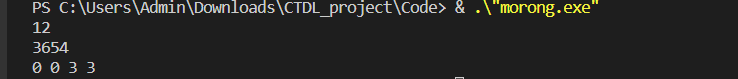 PS C:\Users\Admin\Downloads\CTDL_project\Code> & .\"morong.exe"
12
3654
0 0 3 3